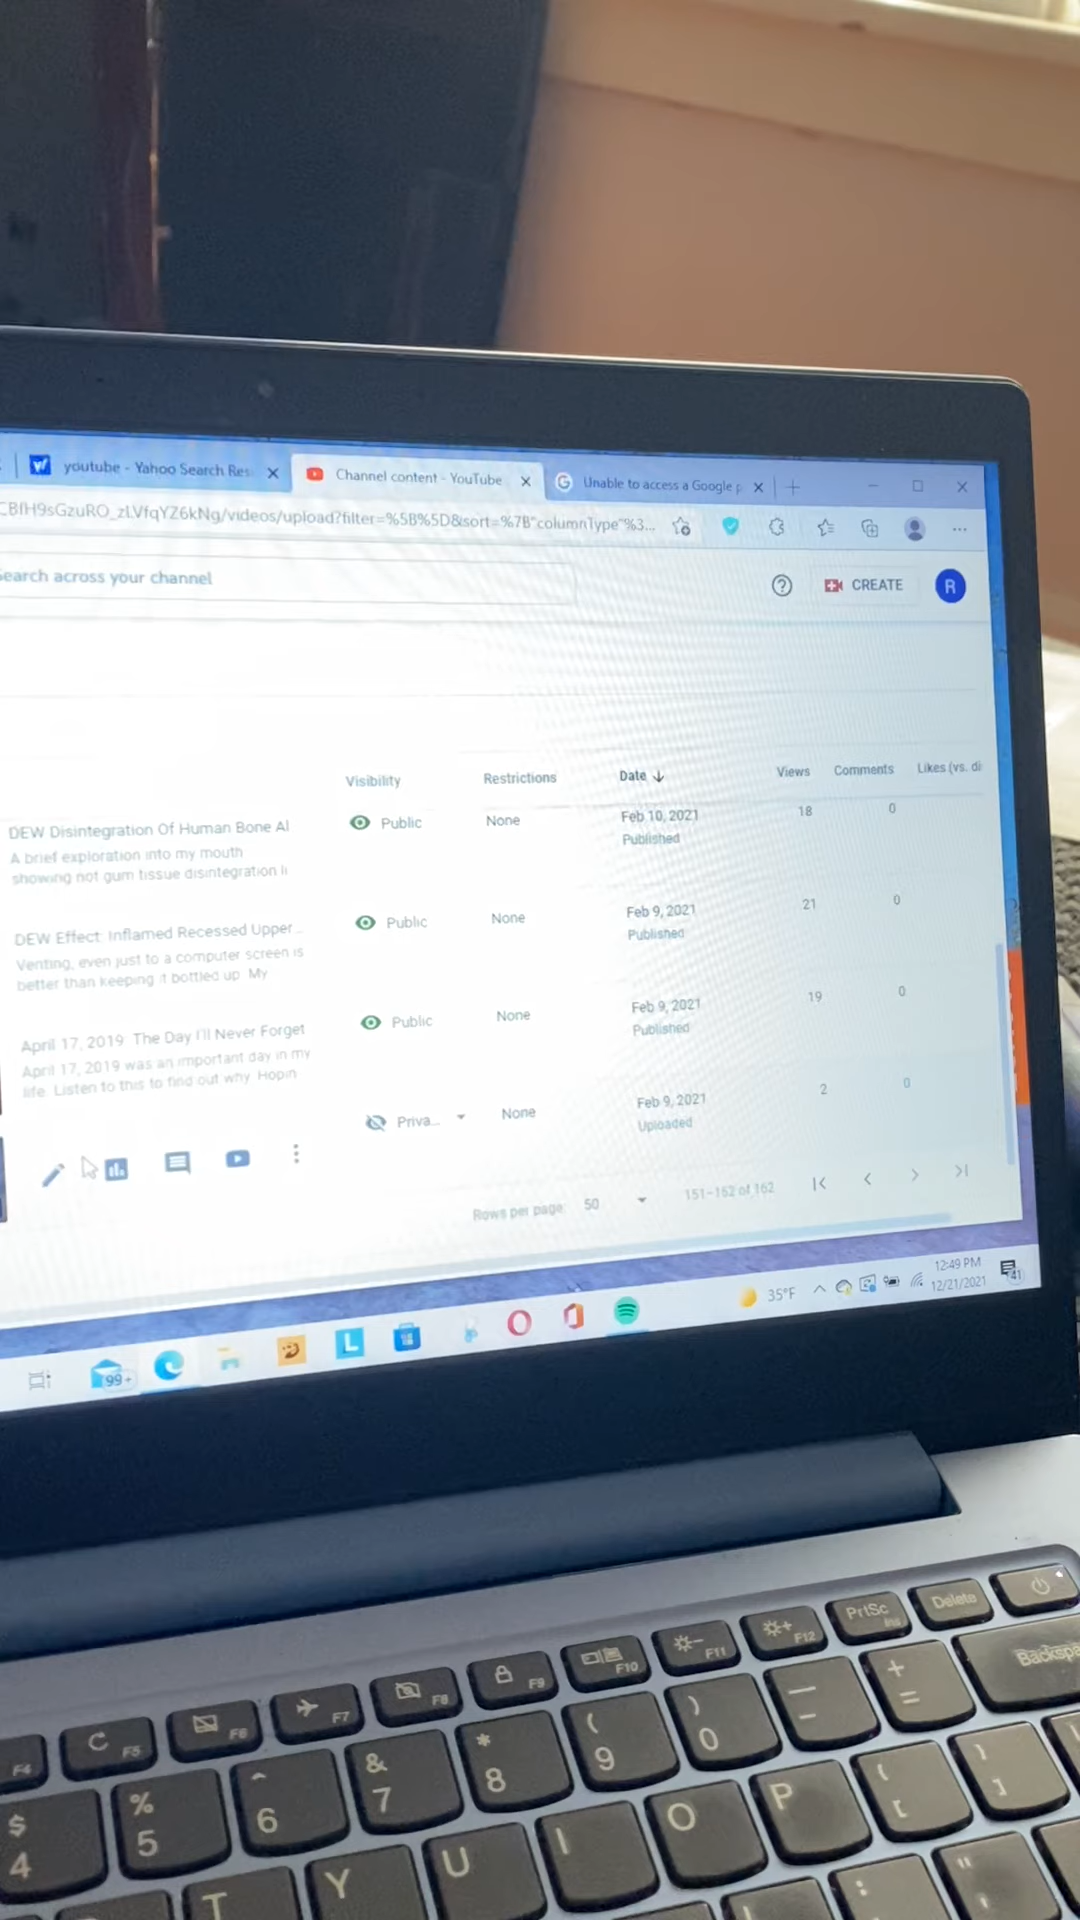 youtube - Yahoo Search Res
Channel content - YouTube
Unable to access a Google p
CBfH9sGzuRO_zLVfqYZ6kNg/videos/upload?filter=%5B%5D&sort=%7B"columnType"%3...
Search across your channel
CREATE
R
Visibility
Restrictions
Date
Views
Comments
Likes (vs. di
DEW Disintegration Of Human Bone Al
A brief exploration into my mouth
showing not gum tissue disintegration li
Public
None
Feb 10, 2021
Published
18
0
DEW Effect: Inflamed Recessed Upper...
Venting, even just to a computer screen is
better than keeping it bottled up. My
Public
None
Feb 9, 2021
Published
21
0
April 17, 2019 The Day I'll Never Forget
April 17, 2019 was an important day in my
life. Listen to this to find out why. Hopin
Public
None
Feb 9, 2021
Published
19
0
Priva...
None
Feb 9, 2021
Uploaded
2
0
Rows per page: 50
151-162 of 162
99+
35°F
12:49 PM
12/21/2021
41
F4
F5
F6
F7
F8
F9
F10
F11
F12
PrtSc
Ins
Delete
$ 4
% 5
^ 6
& 7
* 8
( 9
) 0
— -
+ =
Backspa
T
Y
U
I
O
P
{ [
} ]
: ;
" '